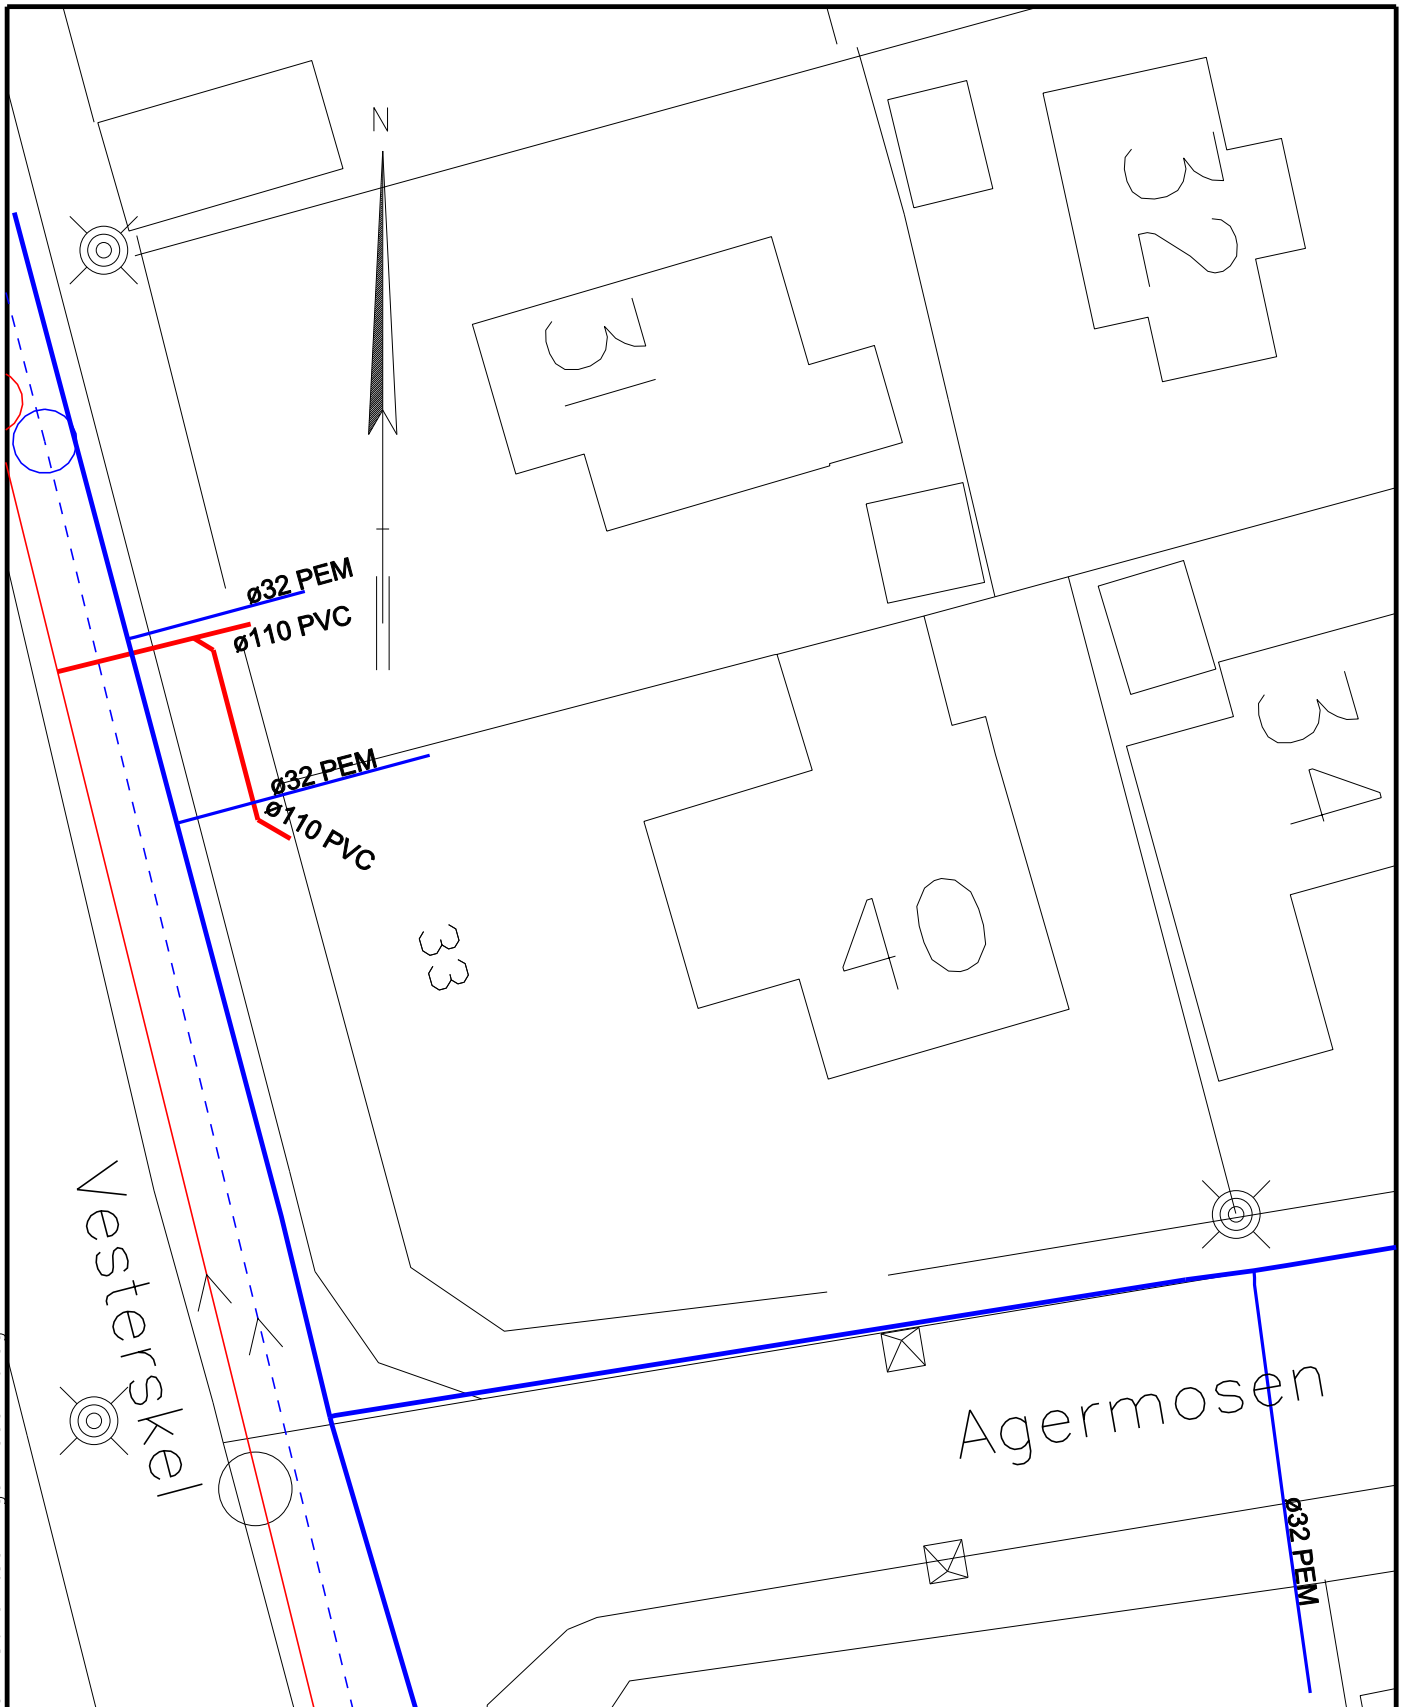 N
32
31
ø32 PEM
ø110 PVC
34
ø32 PEM
ø110 PVC
40
33
Vesterskel
Agermosen
ø32 PEM